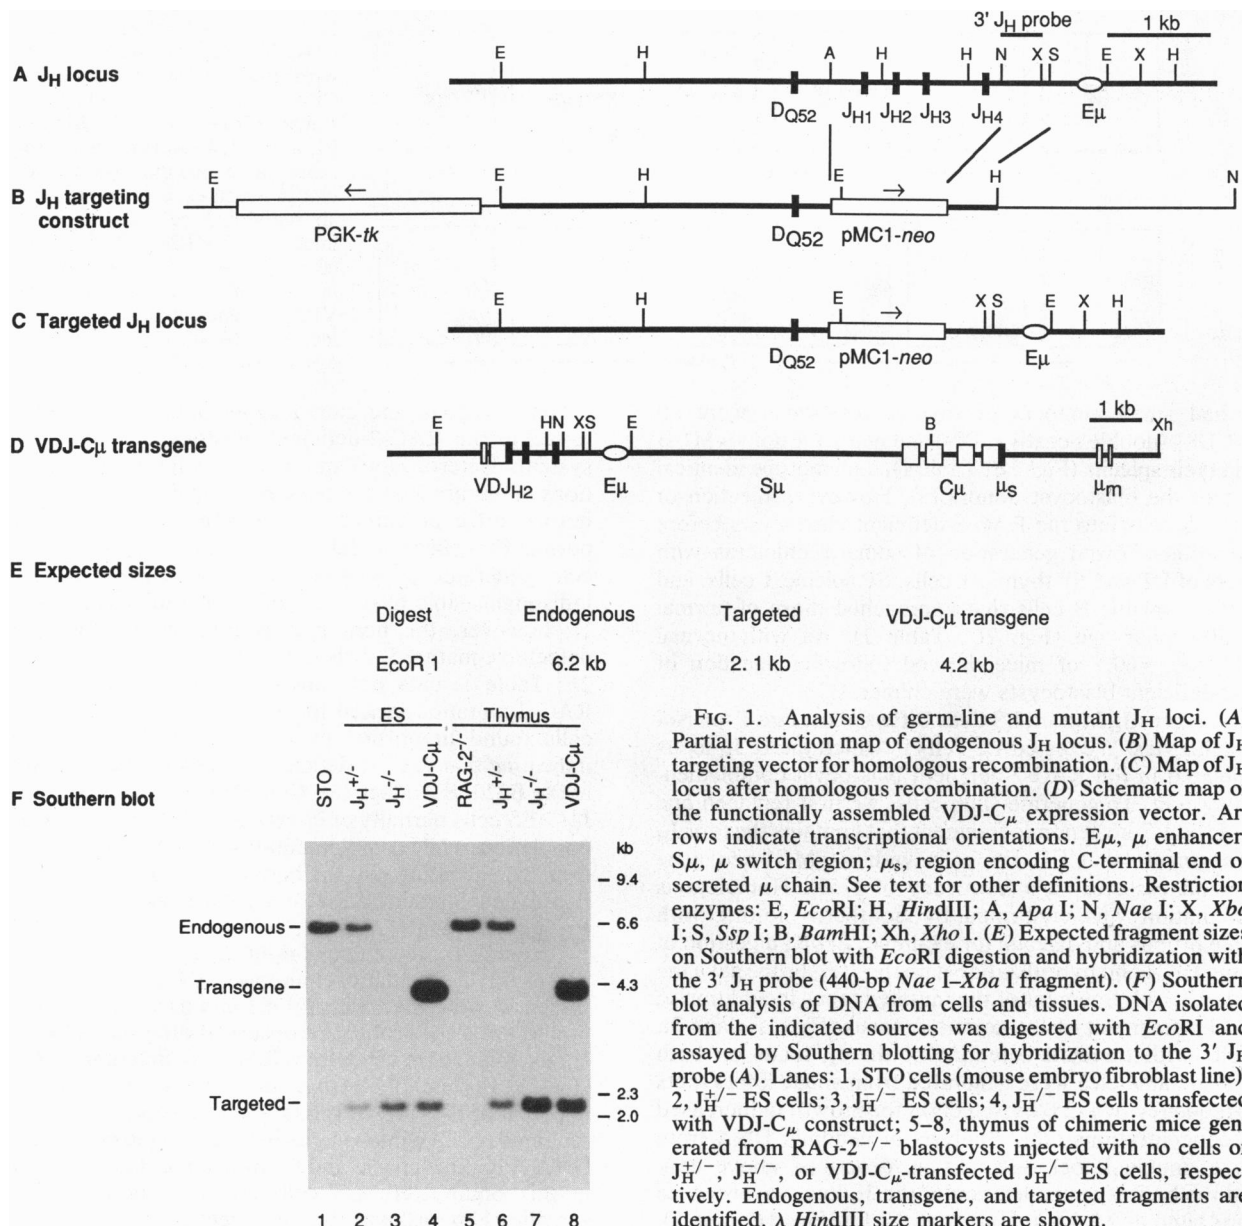 3' JH probe
1 kb
E H A H H N X S E X H
A JH locus
DQ52 JH1 JH2 JH3 JH4 Eμ
E E H E H N
B JH targeting
construct
PGK-tk DQ52 pMC1-neo
E H E X S E X H
C Targeted JH locus
DQ52 pMC1-neo Eμ
1 kb
E HN XS E B Xh
D VDJ-Cμ transgene
VDJH2 Eμ Sμ Cμ μs μm
E Expected sizes
Digest Endogenous Targeted VDJ-Cμ transgene
EcoR 1 6.2 kb 2. 1 kb 4.2 kb
ES Thymus
STO JH+/- JH-/- VDJ-Cμ RAG-2-/- JH+/- JH-/- VDJ-Cμ
F Southern blot
kb
9.4
Endogenous 6.6
Transgene 4.3
Targeted 2.3
2.0
1 2 3 4 5 6 7 8
FIG. 1. Analysis of germ-line and mutant JH loci. (A)
Partial restriction map of endogenous JH locus. (B) Map of JH
targeting vector for homologous recombination. (C) Map of JH
locus after homologous recombination. (D) Schematic map o
the functionally assembled VDJ-Cμ expression vector. Ar
rows indicate transcriptional orientations. Eμ, μ enhancer
Sμ, μ switch region; μs, region encoding C-terminal end o
secreted μ chain. See text for other definitions. Restriction
enzymes: E, EcoRI; H, HindIII; A, Apa I; N, Nae I; X, Xba
I; S, Ssp I; B, BamHI; Xh, Xho I. (E) Expected fragment sizes
on Southern blot with EcoRI digestion and hybridization with
the 3' JH probe (440-bp Nae I–Xba I fragment). (F) Southern
blot analysis of DNA from cells and tissues. DNA isolated
from the indicated sources was digested with EcoRI and
assayed by Southern blotting for hybridization to the 3' JH
probe (A). Lanes: 1, STO cells (mouse embryo fibroblast line)
2, JH+/- ES cells; 3, JH-/- ES cells; 4, JH-/- ES cells transfected
with VDJ-Cμ construct; 5–8, thymus of chimeric mice gen
erated from RAG-2-/- blastocysts injected with no cells o
JH+/-, JH-/-, or VDJ-Cμ-transfected JH-/- ES cells, respec
tively. Endogenous, transgene, and targeted fragments are
identified. λ HindIII size markers are shown.